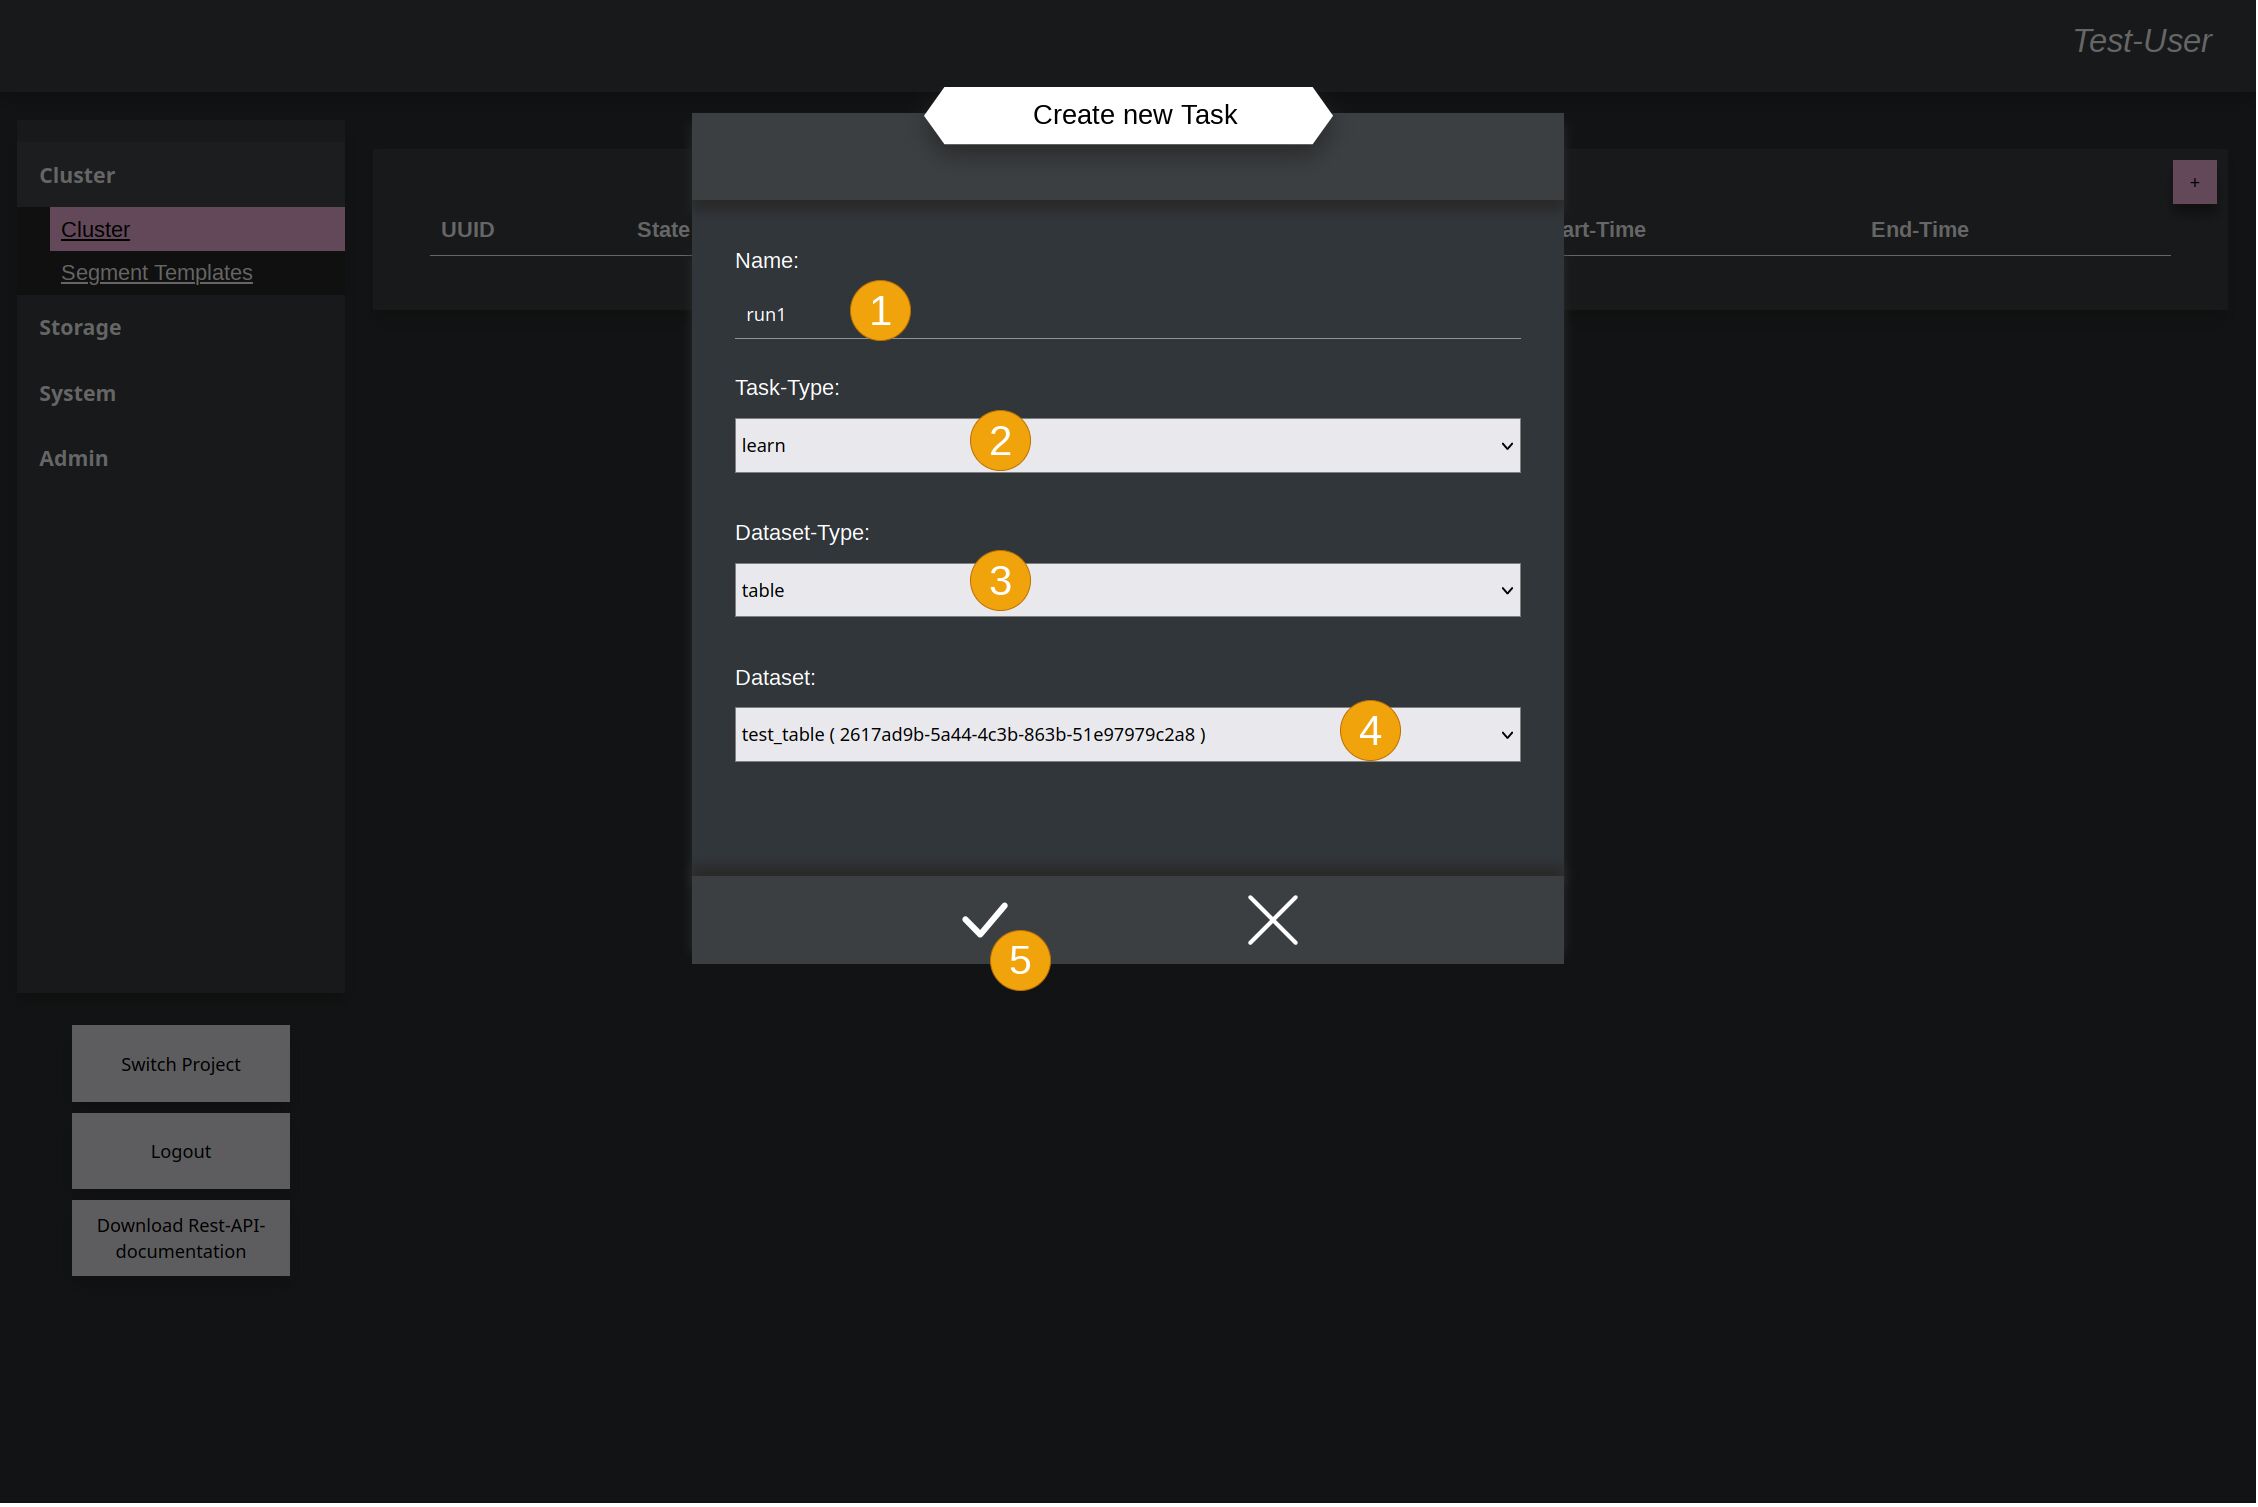 Test-User
Create new Task
Cluster
Cluster
Segment Templates
Storage
System
Admin
UUID State art-Time End-Time
+
Name:
run1
1
Task-Type:
learn
2
Dataset-Type:
table
3
Dataset:
test_table ( 2617ad9b-5a44-4c3b-863b-51e97979c2a8 )
4
5
Switch Project
Logout
Download Rest-API-
documentation